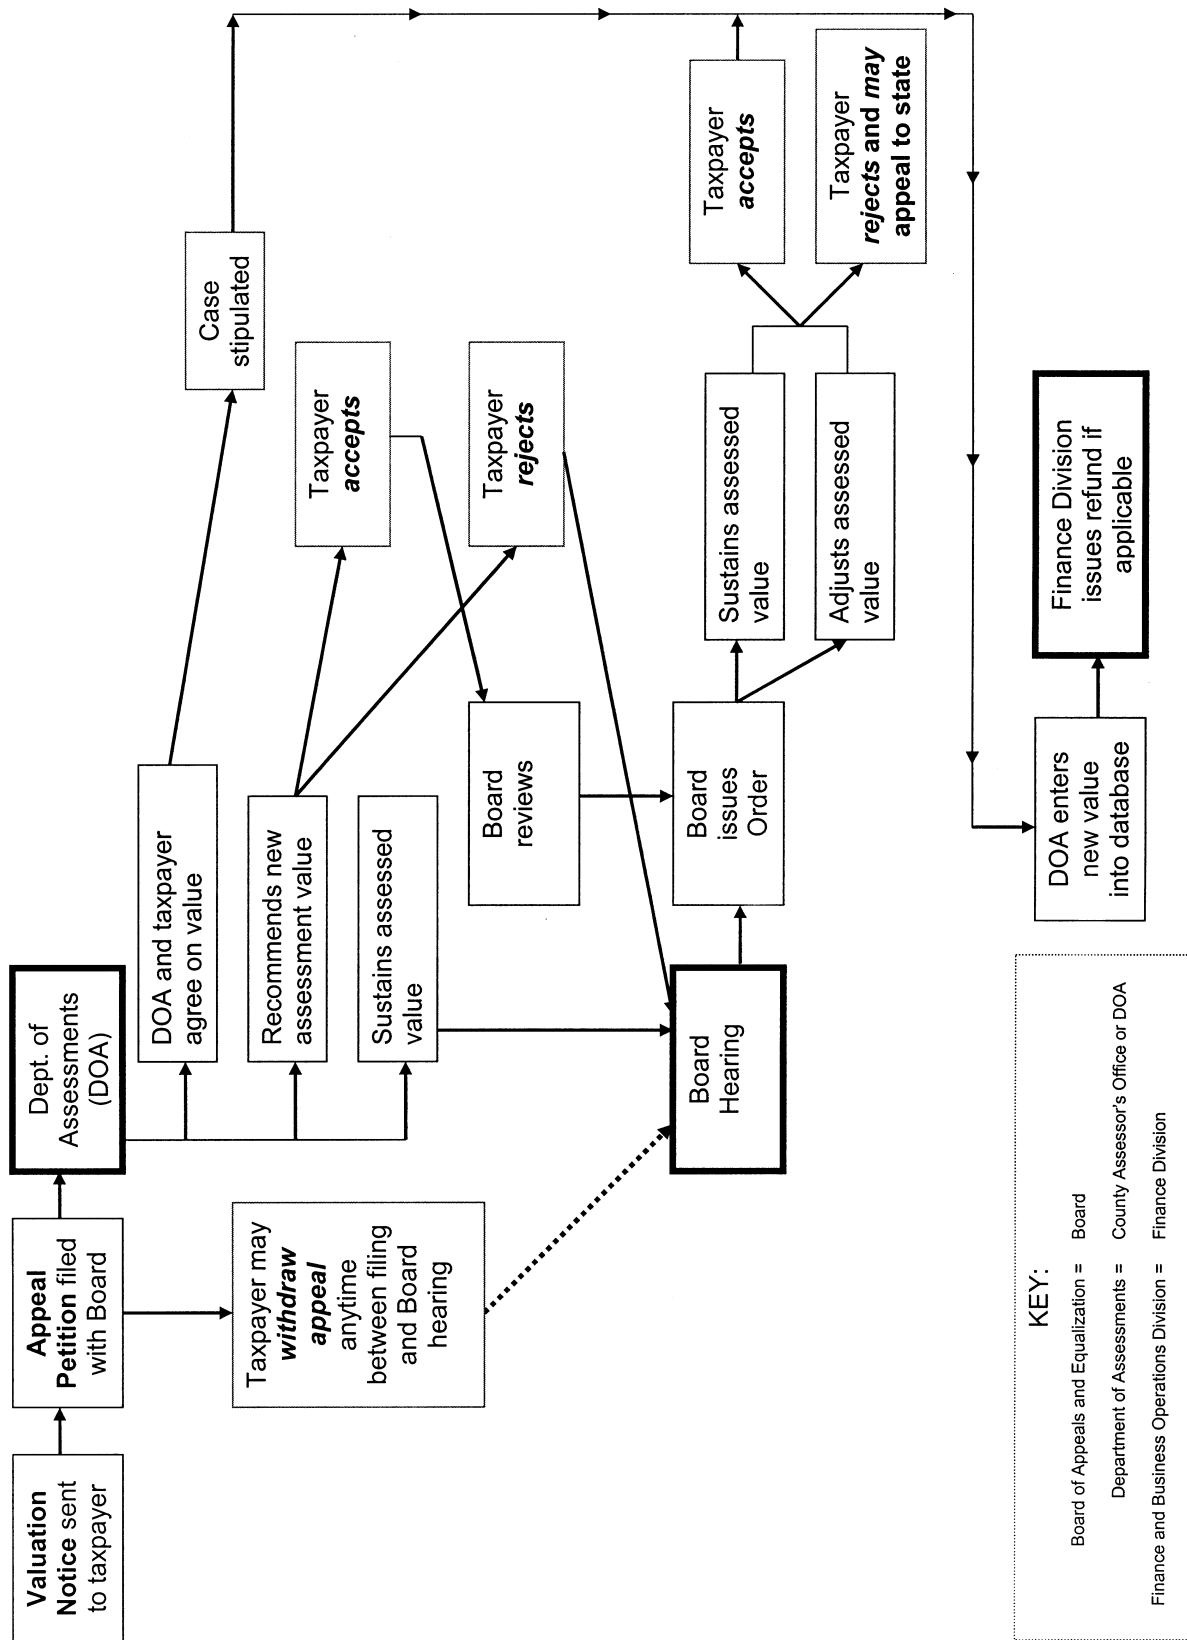 Valuation
Notice sent
to taxpayer
Appeal
Petition filed
with Board
Dept. of
Assessments
(DOA)
Taxpayer may
withdraw
appeal
anytime
between filing
and Board
hearing
DOA and taxpayer
agree on value
Recommends new
assessment value
Sustains assessed
value
Case
stipulated
Taxpayer
accepts
Taxpayer
rejects
Board
reviews
Board
Hearing
Board
issues
Order
Sustains assessed
value
Adjusts assessed
value
Taxpayer
accepts
Taxpayer
rejects and may
appeal to state
DOA enters
new value
into database
Finance Division
issues refund if
applicable
KEY:
Board of Appeals and Equalization = Board
Department of Assessments = County Assessor's Office or DOA
Finance and Business Operations Division = Finance Division